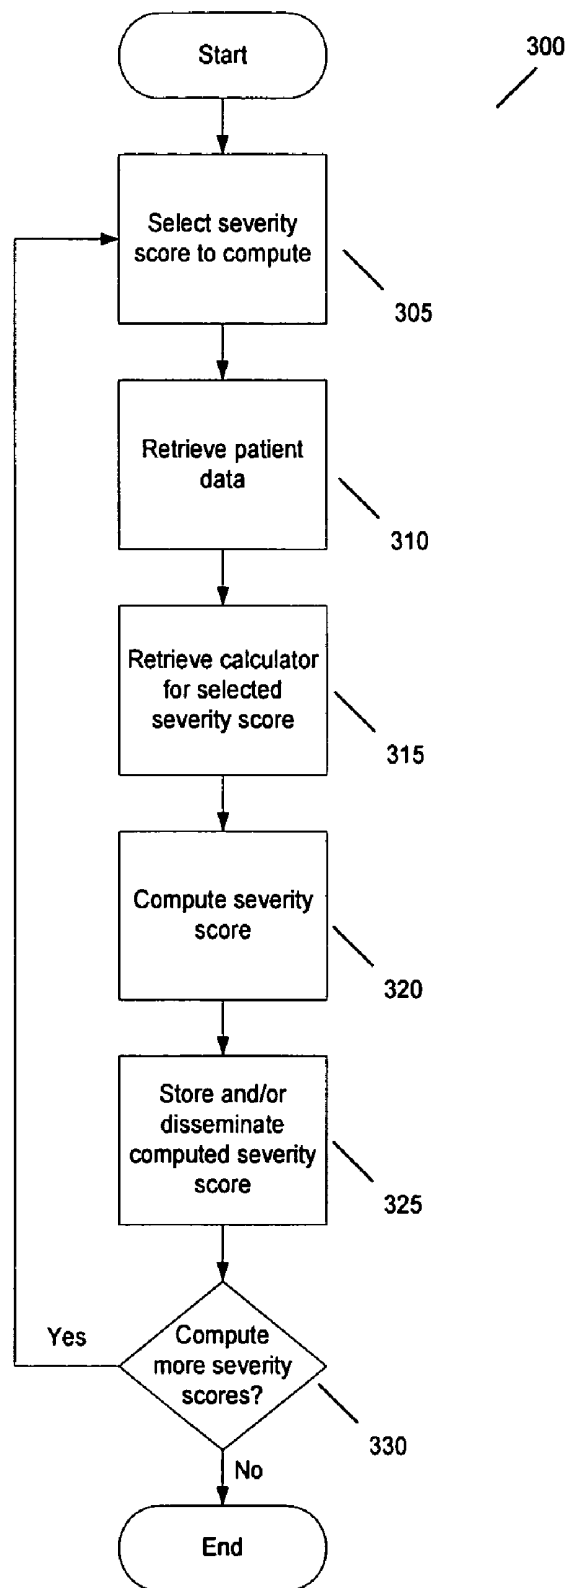 Start
300
Select severity
score to compute
305
Retrieve patient
data
310
Retrieve calculator
for selected
severity score
315
Compute severity
score
320
Store and/or
disseminate
computed severity
score
325
Yes
Compute
more severity
scores?
330
No
End